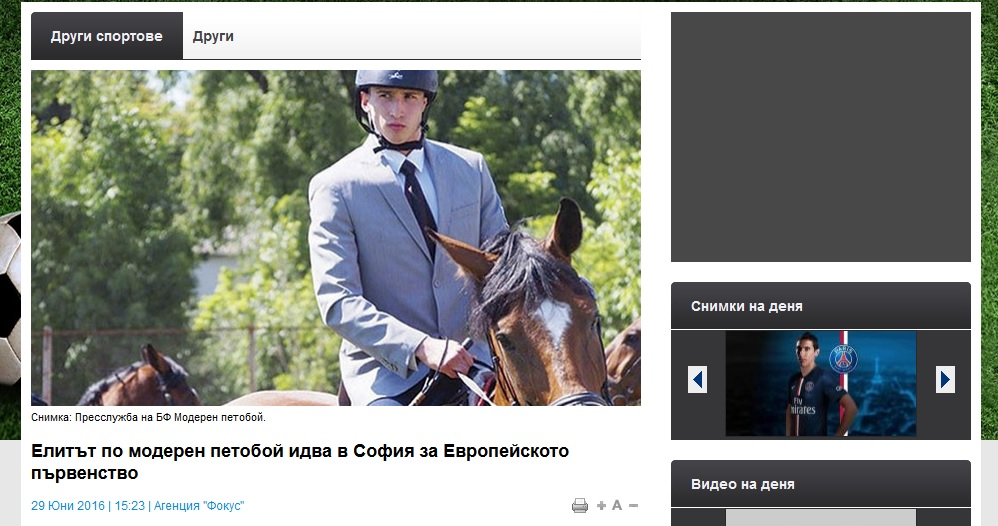 Други спортове
Други
Снимка: Пресслужба на БФ Модерен петобой.
Елитът по модерен петобой идва в София за Европейското
първенство
29 Юни 2016 | 15:23 | Агенция "Фокус"
A
Снимки на деня
PARIS
Fly
Emirates
Видео на деня